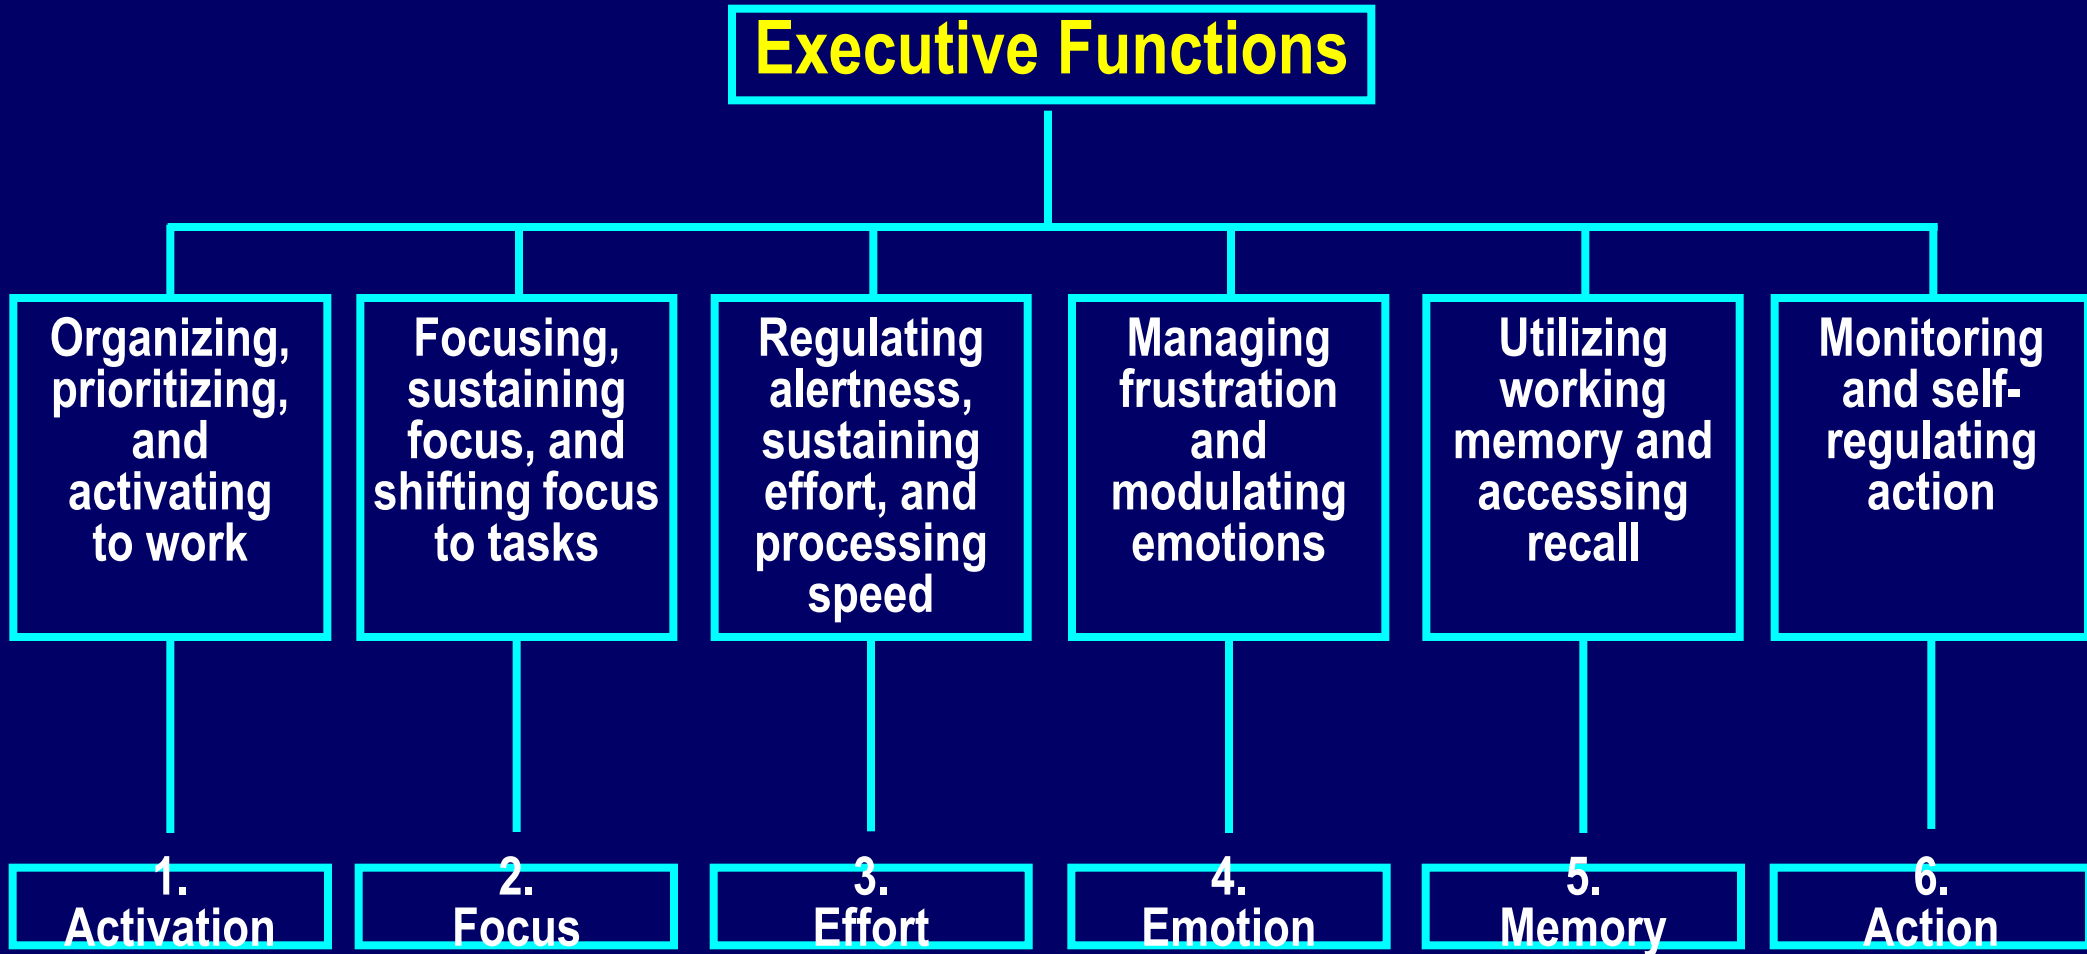 Executive Functions
Organizing,
prioritizing,
and
activating
to work
Focusing,
sustaining
focus, and
shifting focus
to tasks
Regulating
alertness,
sustaining
effort, and
processing
speed
Managing
frustration
and
modulating
emotions
Utilizing
working
memory and
accessing
recall
Monitoring
and self-
regulating
action
1.
Activation
2.
Focus
3.
Effort
4.
Emotion
5.
Memory
6.
Action